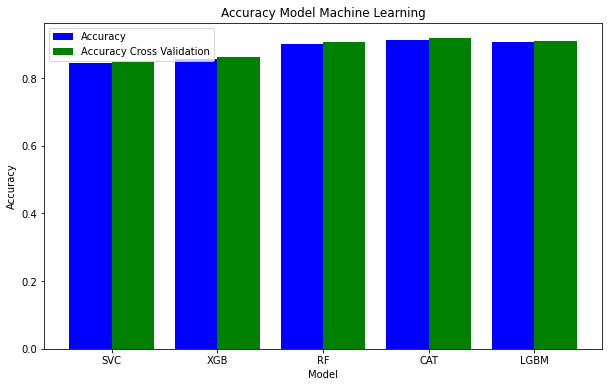 Accuracy Model Machine Learning
Accuracy
Accuracy Cross Validation
Accuracy
0.8
0.6
0.4
0.2
0.0
SVC XGB RF CAT LGBM
Model